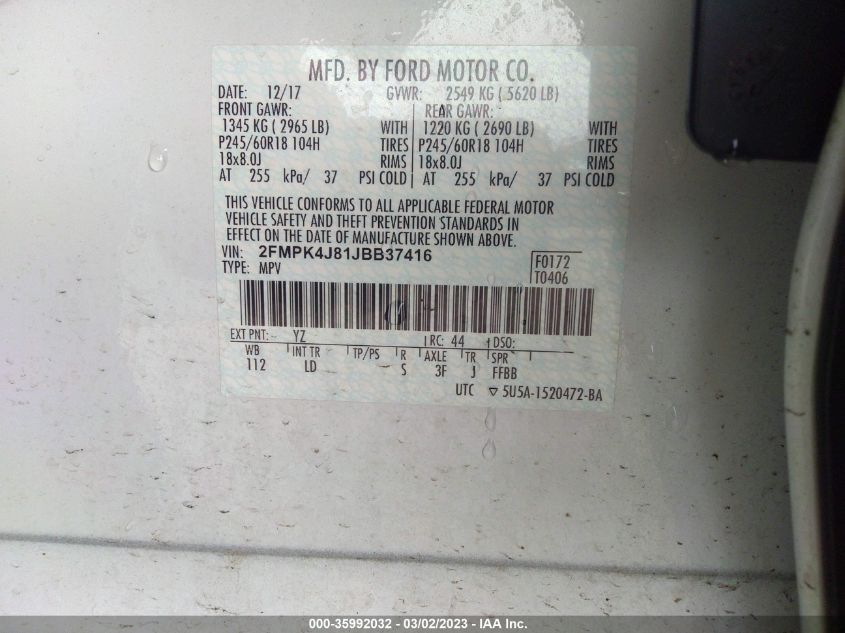 MFD. BY FORD MOTOR CO.
DATE: 12/17 GVWR: 2549 KG ( 5620 LB)
FRONT GAWR: REAR GAWR:
1345 KG ( 2965 LB) WITH 1220 KG ( 2690 LB) WITH
P245/60R18 104H TIRES P245/60R18 104H TIRES
18x8.0J RIMS 18x8.0J RIMS
AT 255 kPa/ 37 PSI COLD AT 255 kPa/ 37 PSI COLD
THIS VEHICLE CONFORMS TO ALL APPLICABLE FEDERAL MOTOR
VEHICLE SAFETY AND THEFT PREVENTION STANDARDS IN
EFFECT ON THE DATE OF MANUFACTURE SHOWN ABOVE.
VIN: 2FMPK4J81JBB37416
TYPE: MPV
F0172
T0406
EXT PNT: YZ RC: 44 DSO:
WB INT TR TP/PS R AXLE TR SPR
112 LD S 3F J FFBB
UTC ▽ 5U5A-1520472-BA
000-35992032 - 03/02/2023 - IAA Inc.